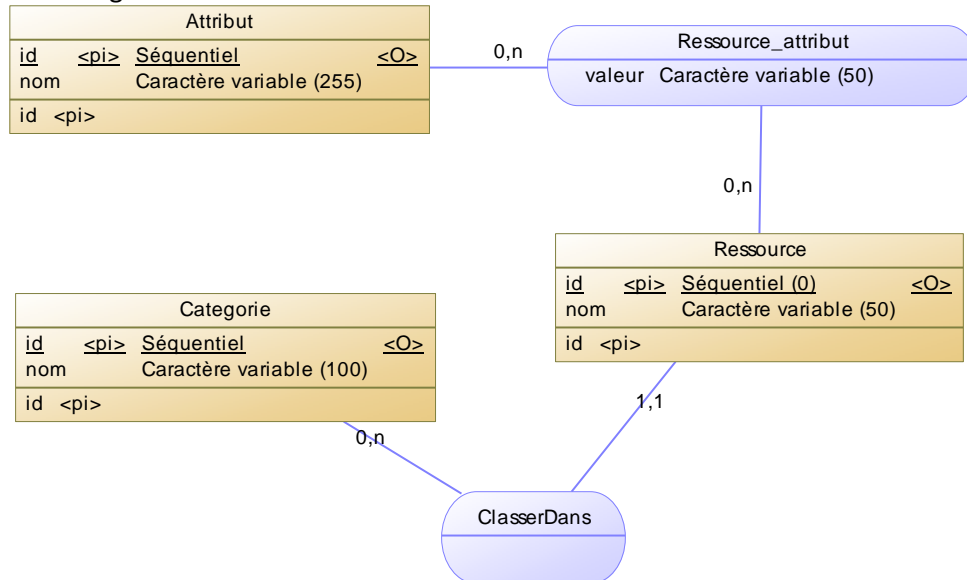 Attribut
id <pi> Séquentiel <O>
nom Caractère variable (255)
id <pi>
0,n
Ressource_attribut
valeur Caractère variable (50)
0,n
Ressource
id <pi> Séquentiel (0) <O>
nom Caractère variable (50)
id <pi>
Categorie
id <pi> Séquentiel <O>
nom Caractère variable (100)
id <pi>
1,1
0,n
ClasserDans